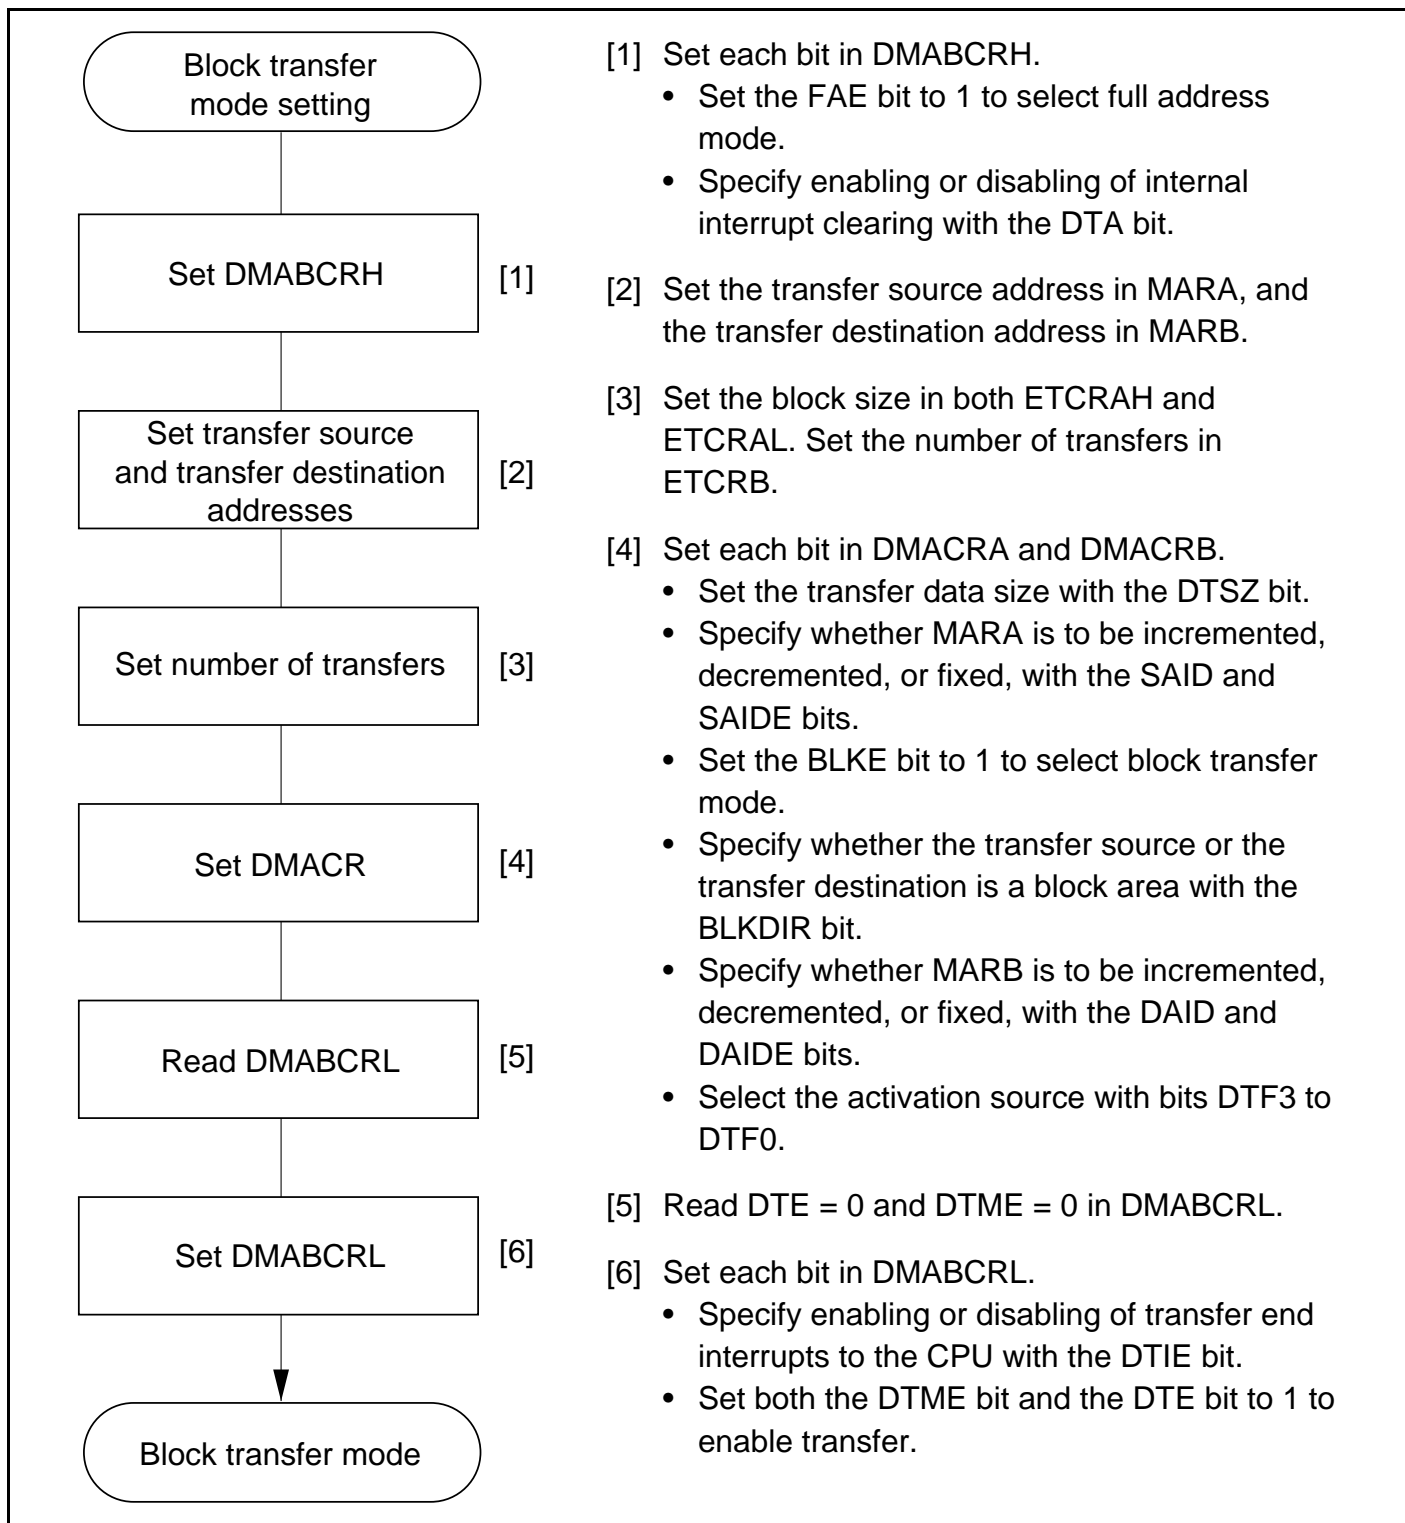 Block transfer
mode setting
Set DMABCRH
[1]
Set transfer source
and transfer destination
addresses
[2]
Set number of transfers
[3]
Set DMACR
[4]
Read DMABCRL
[5]
Set DMABCRL
[6]
Block transfer mode
[1] Set each bit in DMABCRH.
• Set the FAE bit to 1 to select full address
mode.
• Specify enabling or disabling of internal
interrupt clearing with the DTA bit.
[2] Set the transfer source address in MARA, and
the transfer destination address in MARB.
[3] Set the block size in both ETCRAH and
ETCRAL. Set the number of transfers in
ETCRB.
[4] Set each bit in DMACRA and DMACRB.
• Set the transfer data size with the DTSZ bit.
• Specify whether MARA is to be incremented,
decremented, or fixed, with the SAID and
SAIDE bits.
• Set the BLKE bit to 1 to select block transfer
mode.
• Specify whether the transfer source or the
transfer destination is a block area with the
BLKDIR bit.
• Specify whether MARB is to be incremented,
decremented, or fixed, with the DAID and
DAIDE bits.
• Select the activation source with bits DTF3 to
DTF0.
[5] Read DTE = 0 and DTME = 0 in DMABCRL.
[6] Set each bit in DMABCRL.
• Specify enabling or disabling of transfer end
interrupts to the CPU with the DTIE bit.
• Set both the DTME bit and the DTE bit to 1 to
enable transfer.